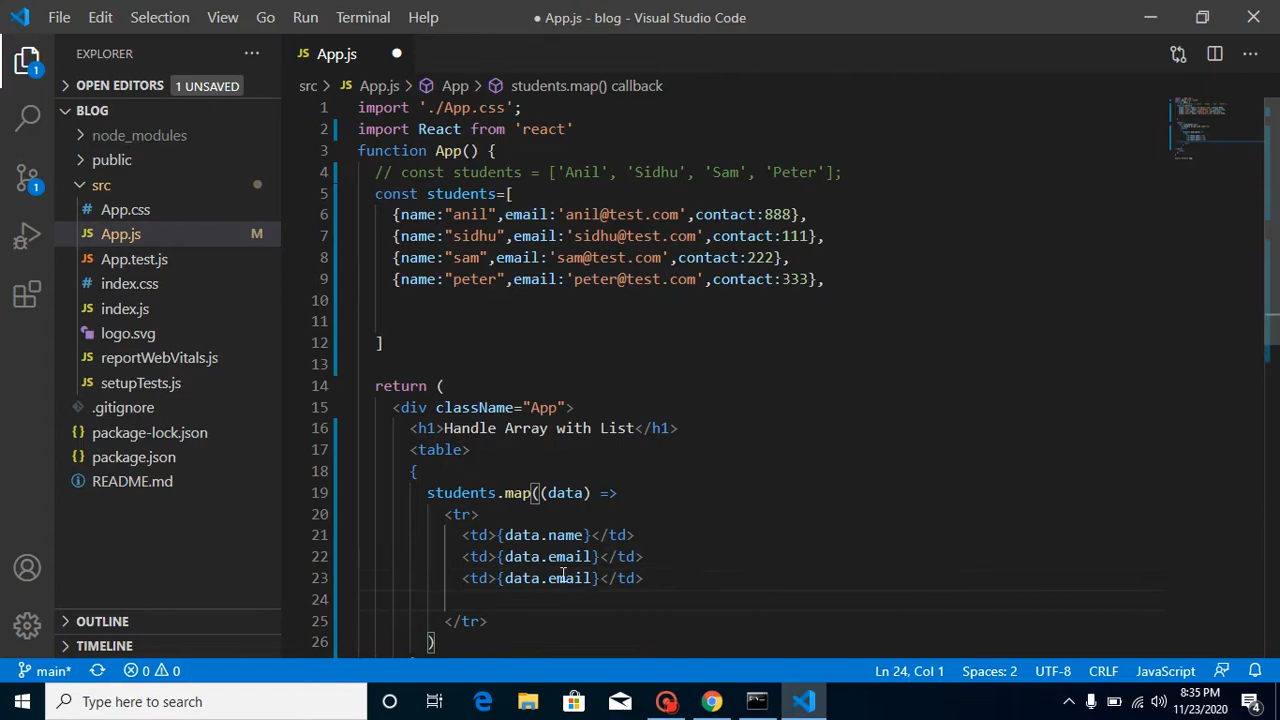 File Edit Selection View Go Run Terminal Help
● App.js - blog - Visual Studio Code
EXPLORER
OPEN EDITORS 1 UNSAVED
BLOG
node_modules
public
src
# App.css
JS App.js M
App.test.js
# index.css
JS index.js
logo.svg
JS reportWebVitals.js
JS setupTests.js
.gitignore
package-lock.json
package.json
README.md
OUTLINE
TIMELINE
1
1
JS App.js
src > JS App.js > App > students.map() callback
1 import './App.css';
2 import React from 'react'
3 function App() {
4 // const students = ['Anil', 'Sidhu', 'Sam', 'Peter'];
5 const students=[
6 {name:"anil",email:'anil@test.com',contact:888},
7 {name:"sidhu",email:'sidhu@test.com',contact:111},
8 {name:"sam",email:'sam@test.com',contact:222},
9 {name:"peter",email:'peter@test.com',contact:333},
10
11
12 ]
13
14 return (
15 <div className="App">
16 <h1>Handle Array with List</h1>
17 <table>
18 {
19 students.map((data) =>
20 <tr>
21 <td>{data.name}</td>
22 <td>{data.email}</td>
23 <td>{data.email}</td>
24
25 </tr>
26 )
main* 0 0 Ln 24, Col 1 Spaces: 2 UTF-8 CRLF JavaScript
Type here to search
8:35 PM
11/23/2020
4